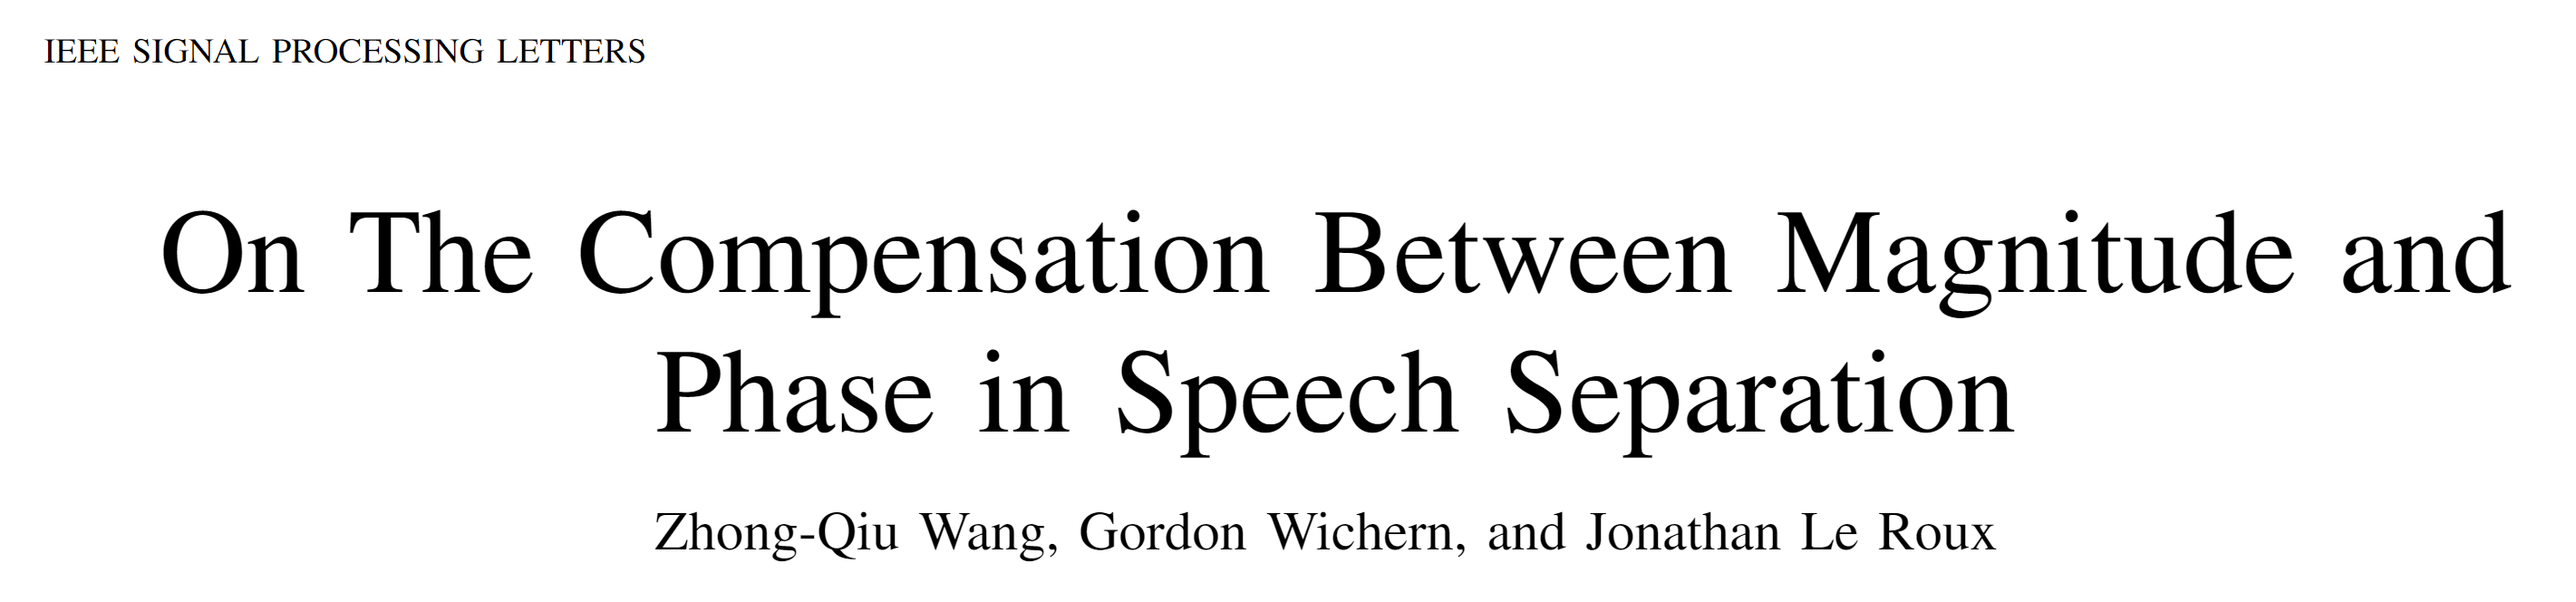 IEEE SIGNAL PROCESSING LETTERS
On The Compensation Between Magnitude and
Phase in Speech Separation
Zhong-Qiu Wang, Gordon Wichern, and Jonathan Le Roux